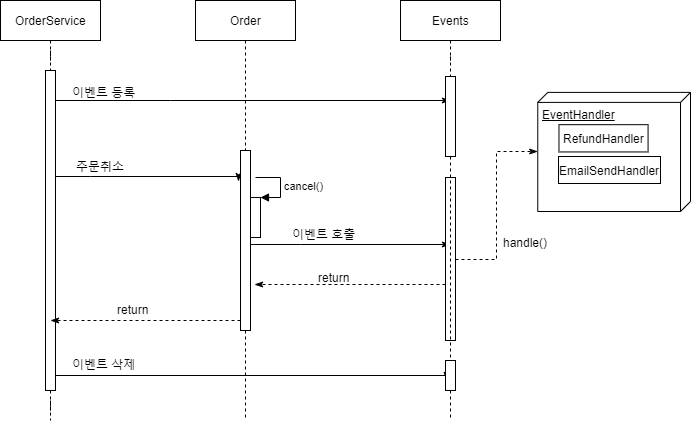 OrderService
Order
Events
이벤트 등록
EventHandler
RefundHandler
EmailSendHandler
주문취소
cancel()
이벤트 호출
handle()
return
return
이벤트 삭제